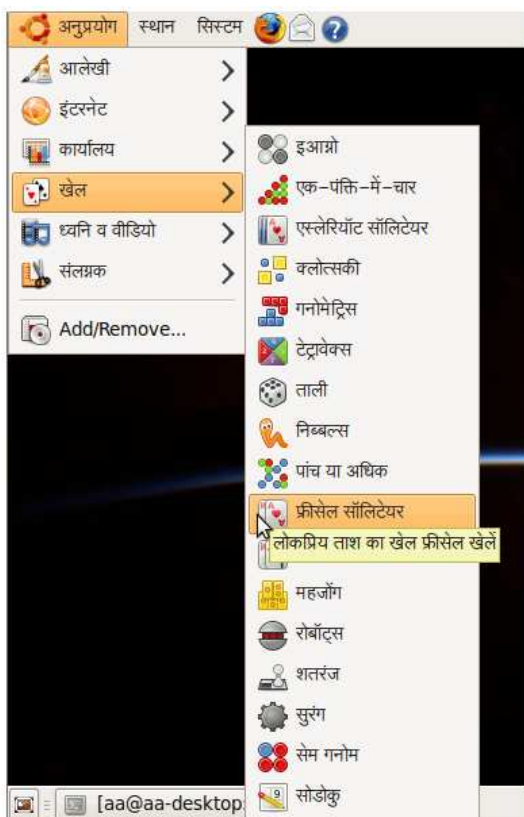 अनुप्रयोग स्थान सिस्टम
आलेखी
इंटरनेट
कार्यालय
खेल
ध्वनि व वीडियो
संलग्नक
Add/Remove...
इआग्नो
एक-पंक्ति-में-चार
एस्लेरियॉट सॉलिटेयर
क्लोत्सकी
गनोमेट्रिस
टेट्रावेक्स
ताली
निब्बल्स
पांच या अधिक
फ्रीसेल सॉलिटेयर
लोकप्रिय ताश का खेल फ्रीसेल खेलें
महजोंग
रोबॉट्स
शतरंज
सुरंग
सेम गनोम
सोडोकु
[aa@aa-desktop: